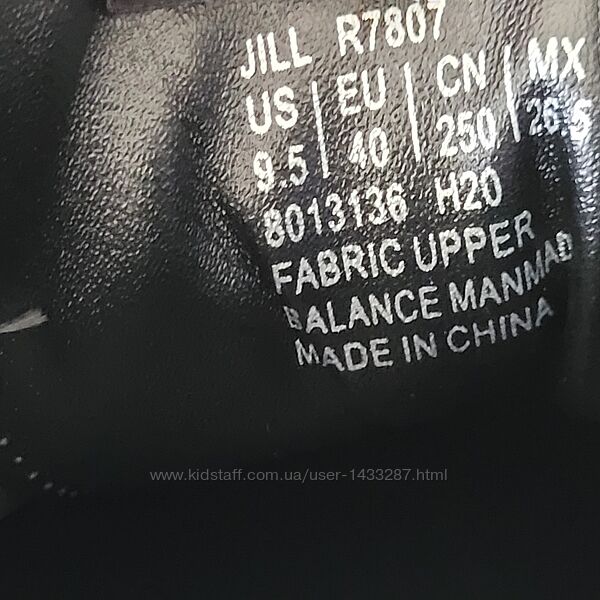 JILL R7807
US | EU | CN | MX
9.5 | 40 | 250 | 26.5
8013136 H20
FABRIC UPPER
BALANCE MANMAD
MADE IN CHINA
www.kidstaff.com.ua/user-1433287.html